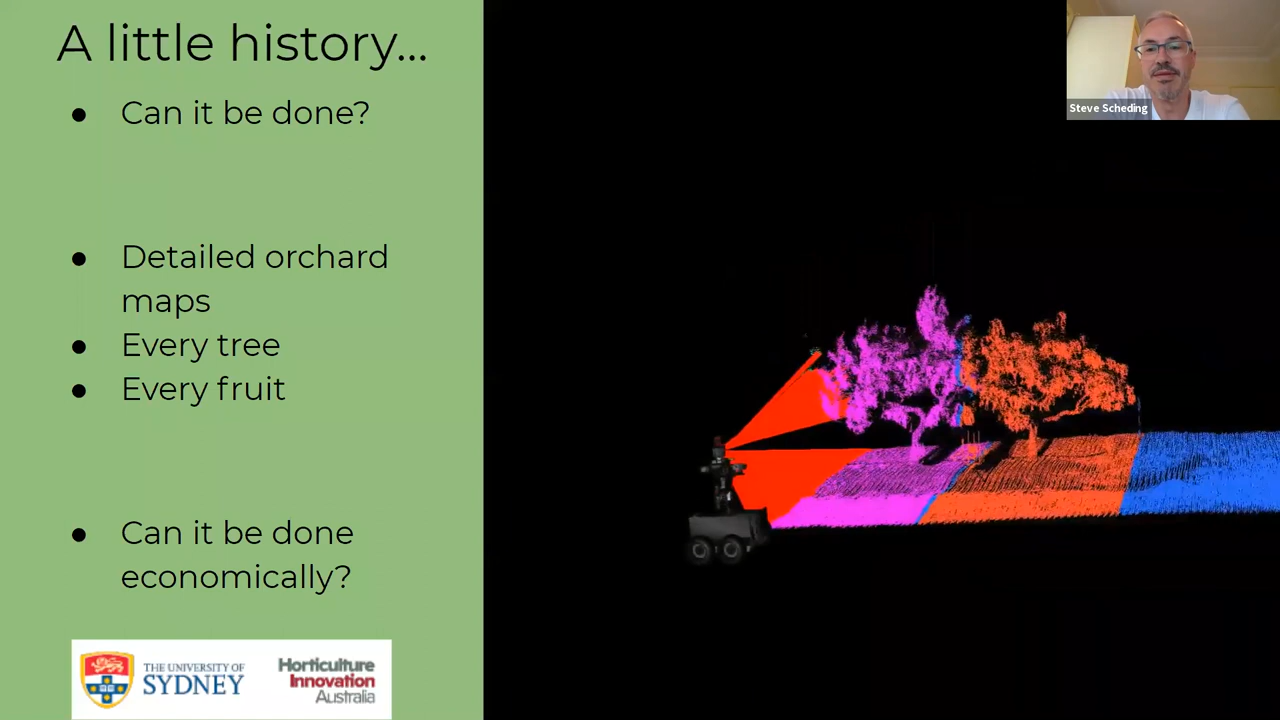 A little history...
Can it be done?
Detailed orchard
maps
Every tree
Every fruit
Can it be done
economically?
THE UNIVERSITY OF
SYDNEY
Horticulture
Innovation
Australia
Steve Scheding